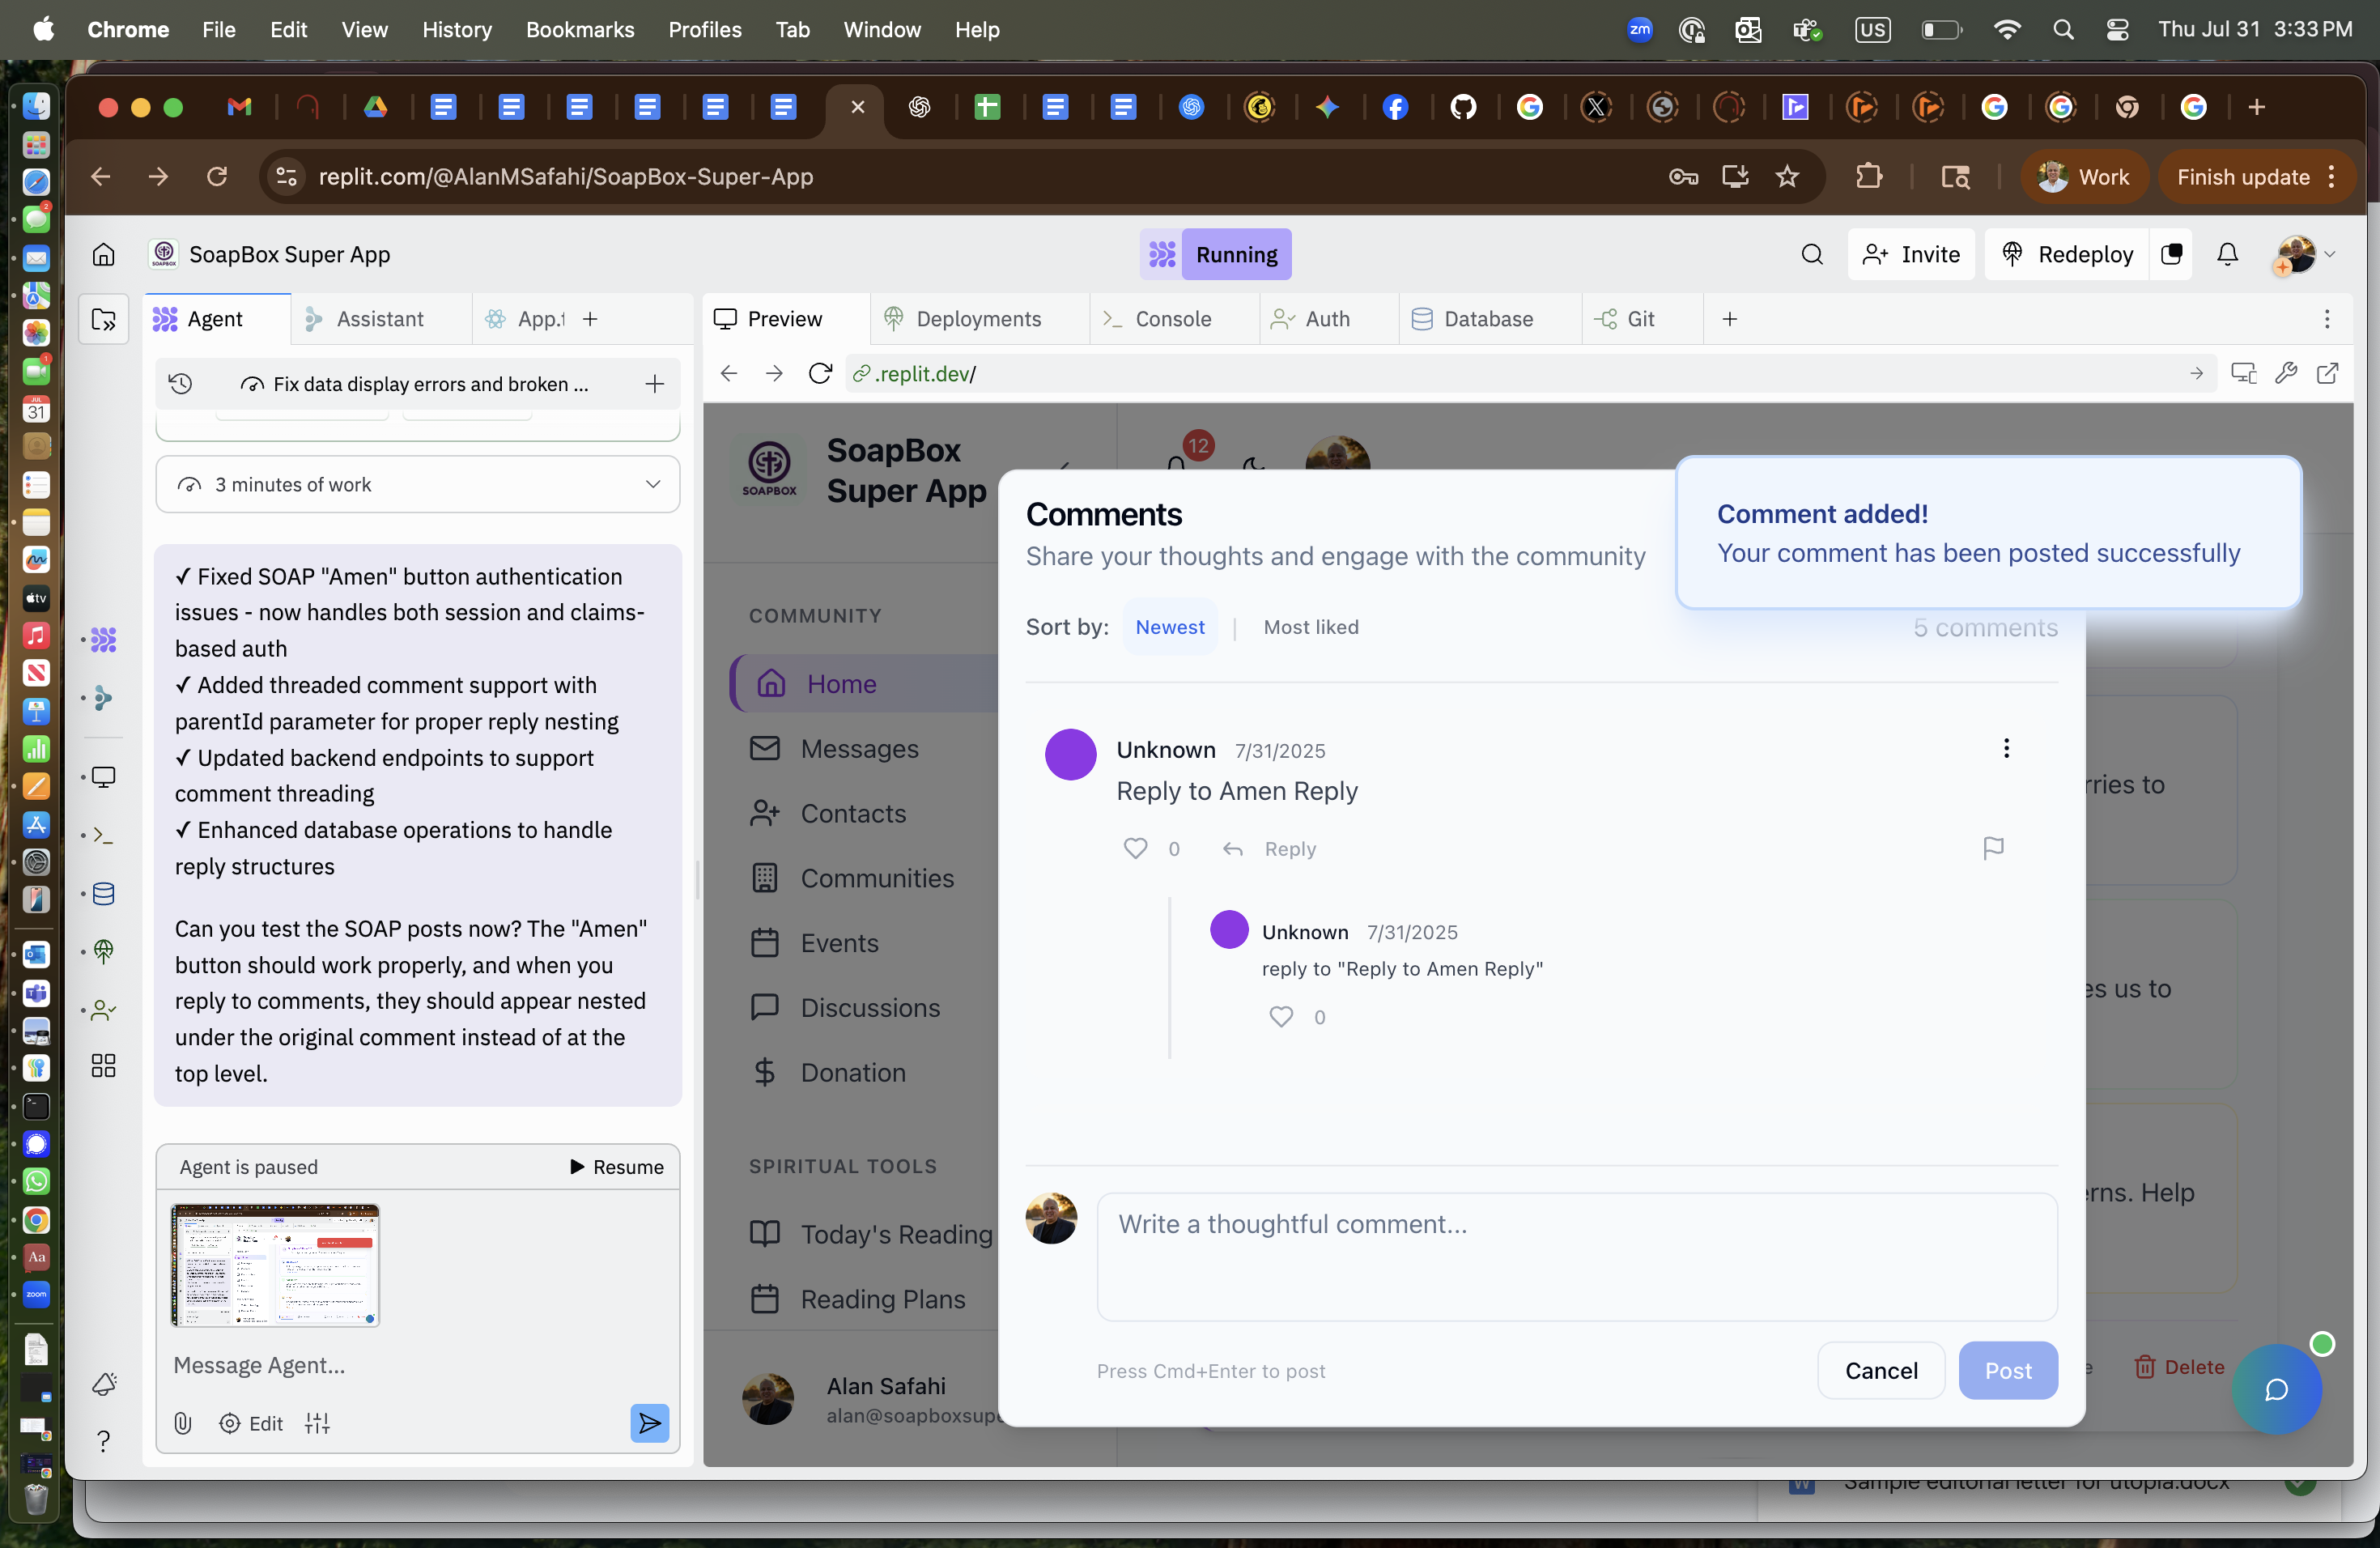 Chrome File Edit View History Bookmarks Profiles Tab Window Help
zm US Thu Jul 31 3:33 PM
replit.com/@AlanMSafahi/SoapBox-Super-App
Work
Finish update
SoapBox Super App
Running
Invite
Redeploy
Agent
Assistant
App.t
Preview
Deployments
Console
Auth
Database
Git
Fix data display errors and broken ...
.replit.dev/
3 minutes of work
✓ Fixed SOAP "Amen" button authentication
issues - now handles both session and claims-
based auth
✓ Added threaded comment support with
parentId parameter for proper reply nesting
✓ Updated backend endpoints to support
comment threading
✓ Enhanced database operations to handle
reply structures
Can you test the SOAP posts now? The "Amen"
button should work properly, and when you
reply to comments, they should appear nested
under the original comment instead of at the
top level.
Agent is paused
Resume
Message Agent...
Edit
SOAPBOX
SoapBox
Super App
12
COMMUNITY
Home
Messages
Contacts
Communities
Events
Discussions
Donation
SPIRITUAL TOOLS
Today's Reading
Reading Plans
Alan Safahi
alan@soapboxsupe
Comments
Share your thoughts and engage with the community
Comment added!
Your comment has been posted successfully
Sort by: Newest | Most liked
5 comments
Unknown 7/31/2025
Reply to Amen Reply
0 Reply
Unknown 7/31/2025
reply to "Reply to Amen Reply"
0
Write a thoughtful comment...
Press Cmd+Enter to post
Cancel
Post
rries to
es us to
erns. Help
Delete
Sample editorial letter for utopia.docx
2
1
JUL
31
tv
Aa
zoom